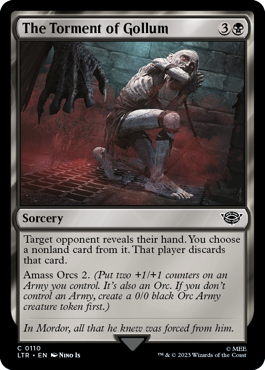 The Torment of Gollum 3
Sorcery
Target opponent reveals their hand. You choose
a nonland card from it. That player discards
that card.
Amass Orcs 2. (Put two +1/+1 counters on an
Army you control. It's also an Orc. If you don't
control an Army, create a 0/0 black Orc Army
creature token first.)
In Mordor, all that he knew was forced from him.
C 0110
LTR • EN Nino Is
© MEE
™ & © 2023 Wizards of the Coast